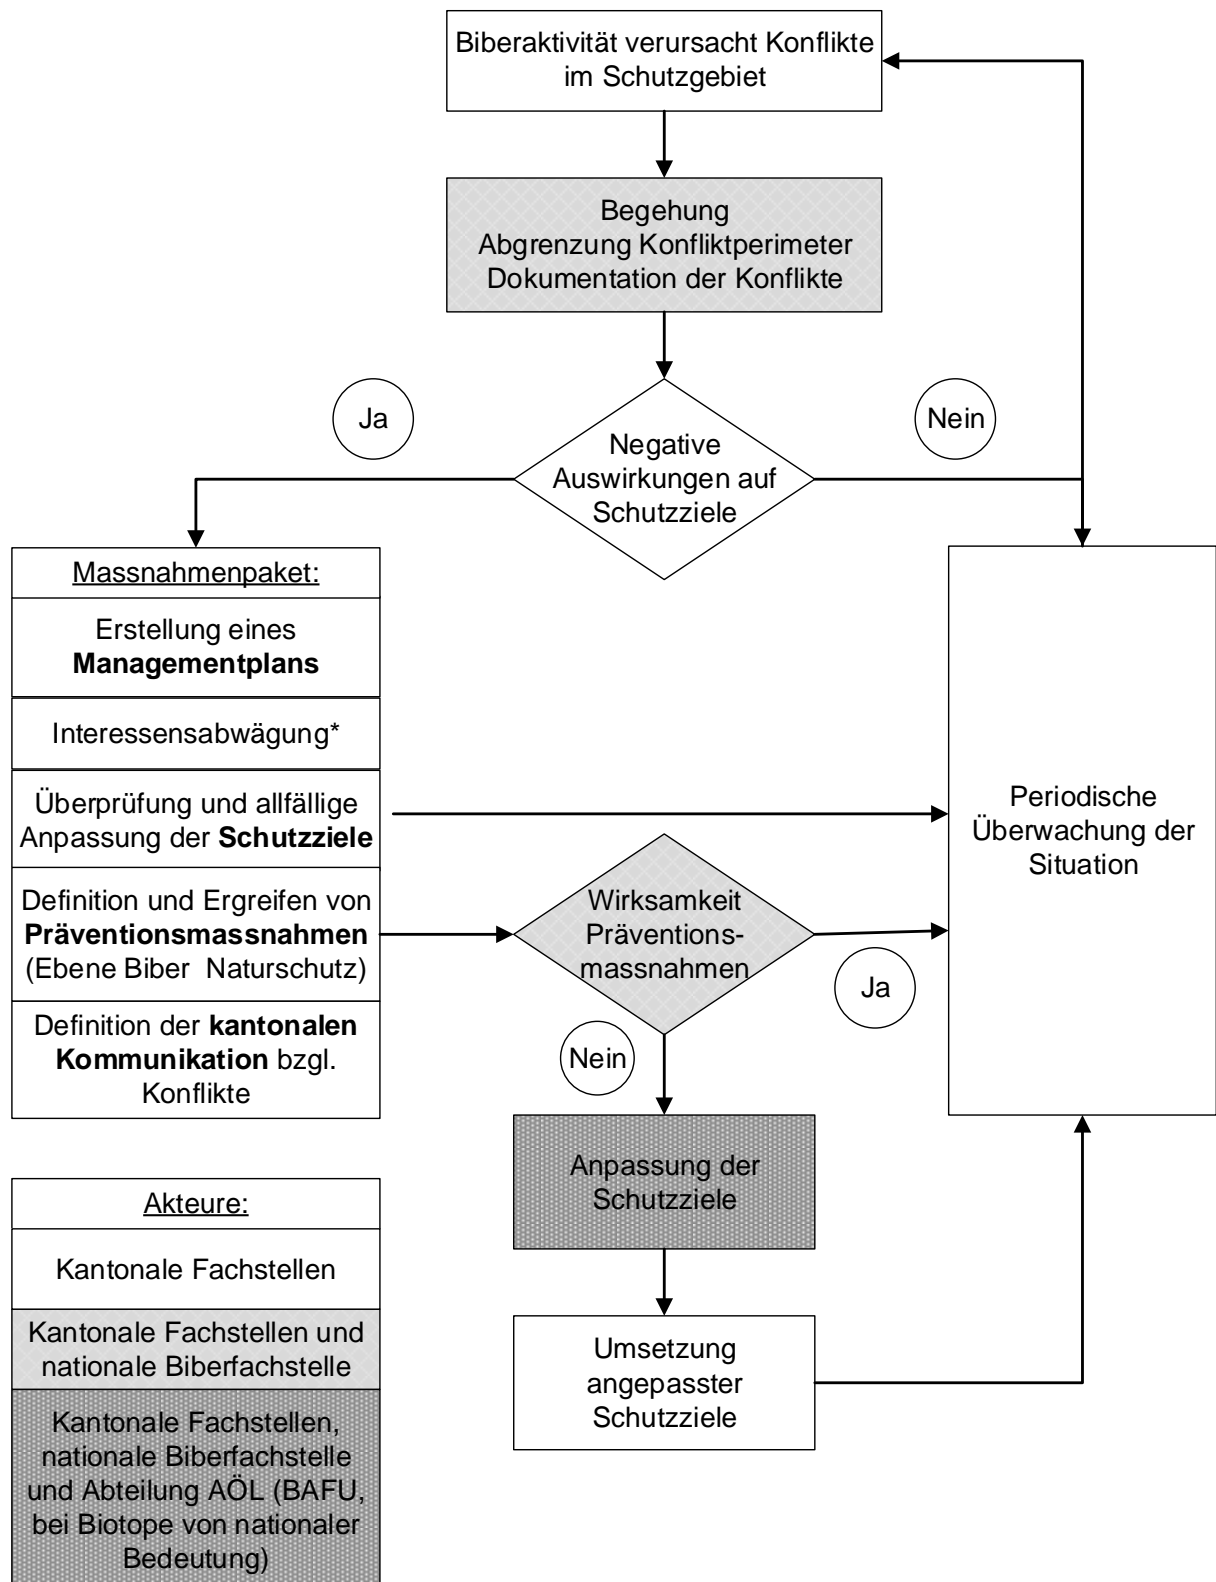 Biberaktivität verursacht Konflikte
im Schutzgebiet
Begehung
Abgrenzung Konfliktperimeter
Dokumentation der Konflikte
Ja
Nein
Negative
Auswirkungen auf
Schutzziele
Massnahmenpaket:
Erstellung eines
Managementplans
Interessensabwägung*
Überprüfung und allfällige
Anpassung der Schutzziele
Definition und Ergreifen von
Präventionsmassnahmen
(Ebene Biber  Naturschutz)
Definition der kantonalen
Kommunikation bzgl.
Konflikte
Periodische
Überwachung der
Situation
Wirksamkeit
Präventions-
massnahmen
Ja
Nein
Anpassung der
Schutzziele
Umsetzung
angepasster
Schutzziele
Akteure:
Kantonale Fachstellen
Kantonale Fachstellen und
nationale Biberfachstelle
Kantonale Fachstellen,
nationale Biberfachstelle
und Abteilung AÖL (BAFU,
bei Biotope von nationaler
Bedeutung)